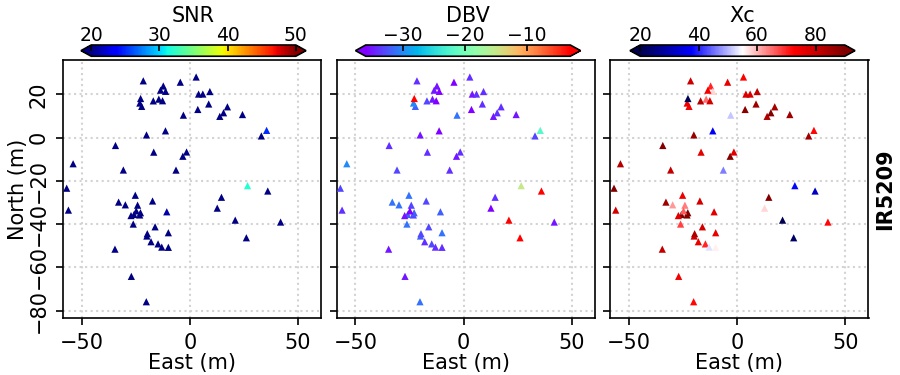 SNR DBV Xc
20 30 40 50 −30 −20 −10 20 40 60 80
20
0
−20
−40
−60
−80
North (m)
−50 0 50 −50 0 50 −50 0 50
East (m) East (m) East (m)
IR5209